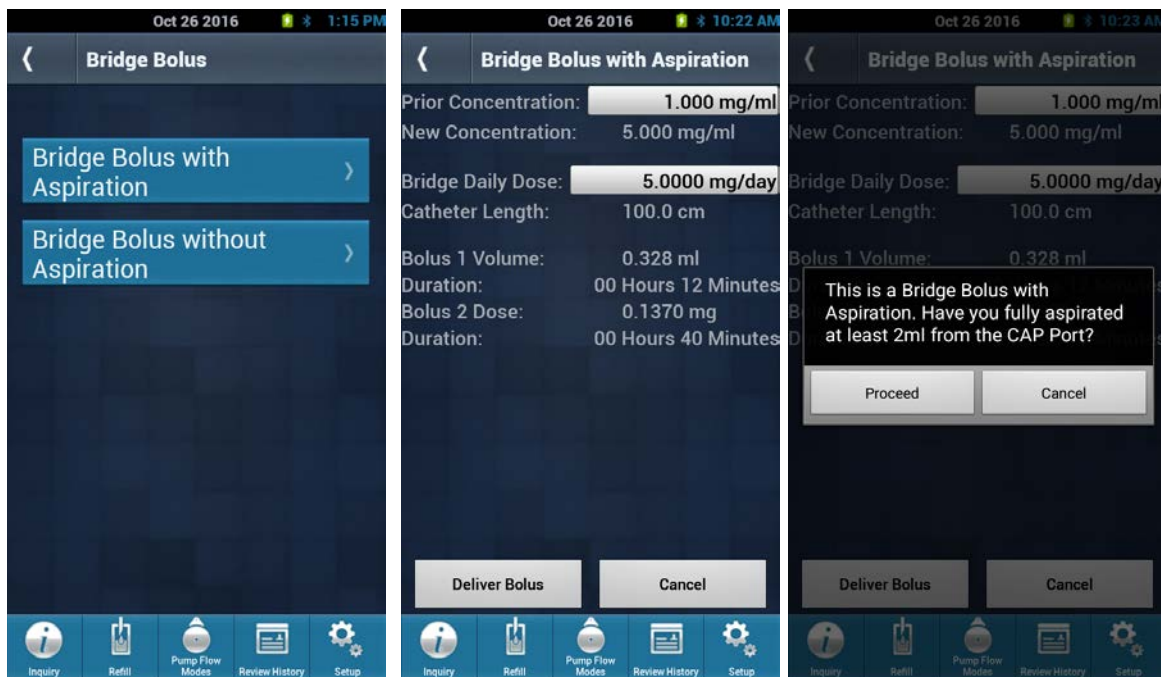 Oct 26 2016 1:15 PM
Bridge Bolus
Bridge Bolus with
Aspiration
Bridge Bolus without
Aspiration
Inquiry
Refill
Pump Flow
Modes
Review History
Setup
Oct 26 2016 10:22 AM
Bridge Bolus with Aspiration
Prior Concentration: 1.000 mg/ml
New Concentration: 5.000 mg/ml
Bridge Daily Dose: 5.0000 mg/day
Catheter Length: 100.0 cm
Bolus 1 Volume: 0.328 ml
Duration: 00 Hours 12 Minutes
Bolus 2 Dose: 0.1370 mg
Duration: 00 Hours 40 Minutes
Deliver Bolus Cancel
Inquiry
Refill
Pump Flow
Modes
Review History
Setup
Oct 26 2016 10:23 AM
Bridge Bolus with Aspiration
Prior Concentration: 1.000 mg/ml
New Concentration: 5.000 mg/ml
Bridge Daily Dose: 5.0000 mg/day
Catheter Length: 100.0 cm
Bolus 1 Volume: 0.328 ml
This is a Bridge Bolus with
Aspiration. Have you fully aspirated
at least 2ml from the CAP Port?
Proceed Cancel
Deliver Bolus Cancel
Inquiry
Refill
Pump Flow
Modes
Review History
Setup